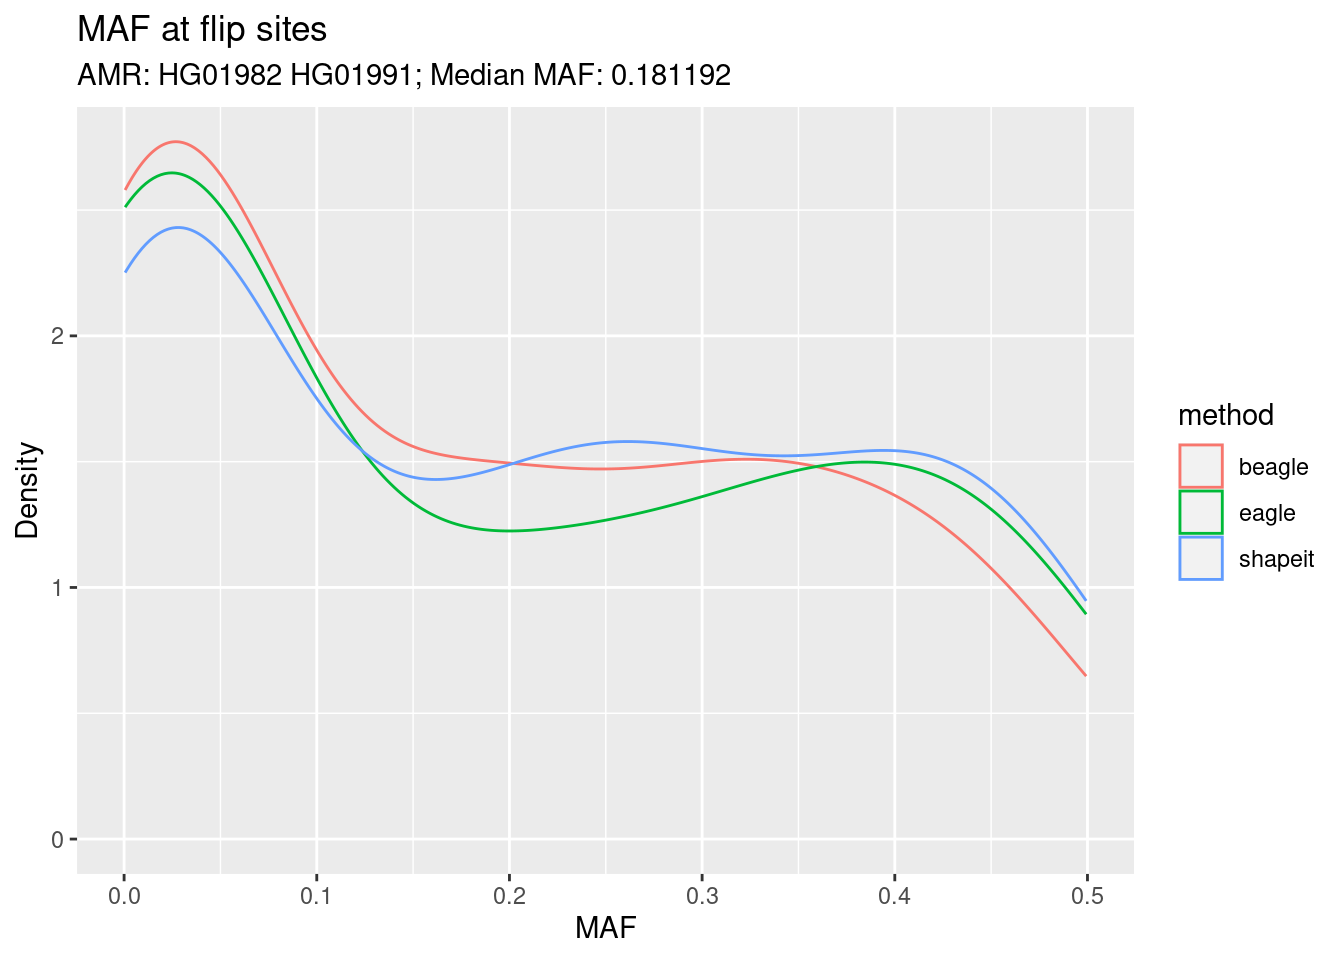 MAF at flip sites
AMR: HG01982 HG01991; Median MAF: 0.181192
Density
2
1
0
0.0 0.1 0.2 0.3 0.4 0.5
MAF
method
beagle
eagle
shapeit